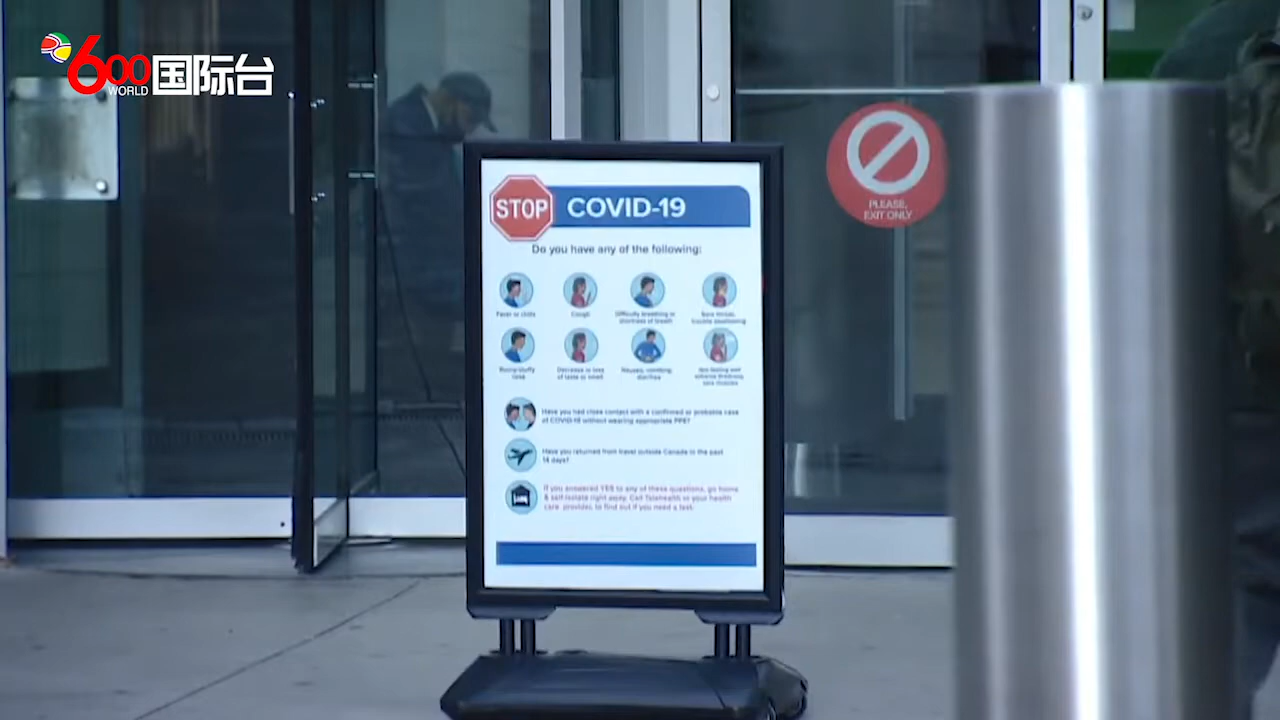 600
WORLD
国际台
PLEASE,
EXIT ONLY
STOP
COVID-19
Do you have any of the following:
Fever or chills
Cough
Difficulty breathing or
shortness of breath
Sore throat,
trouble swallowing
Runny/stuffy
nose
Decrease or loss
of taste or smell
Nausea, vomiting,
diarrhea
Have you had close contact with a confirmed or probable case
of COVID-19 without wearing appropriate PPE?
Have you returned from travel outside Canada in the past
14 days?
If you answered YES to any of these questions, go home
& self-isolate right away. Call Telehealth or your health
care provider, to find out if you need a test.